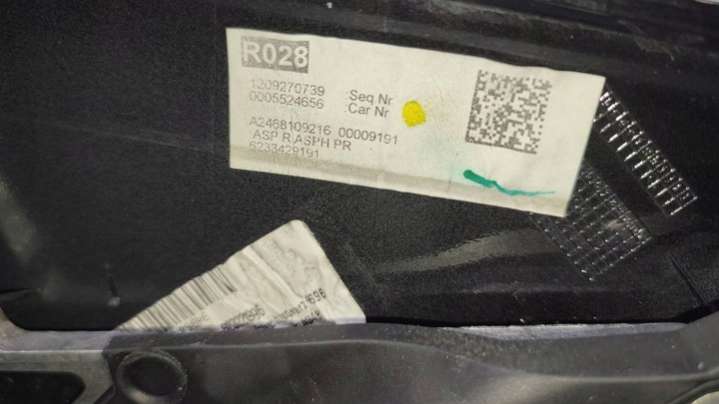 R028
1209270739 Seq Nr
0005524656 Car Nr
A2468109216 00009191
ASP R,ASPH PR
6233429191